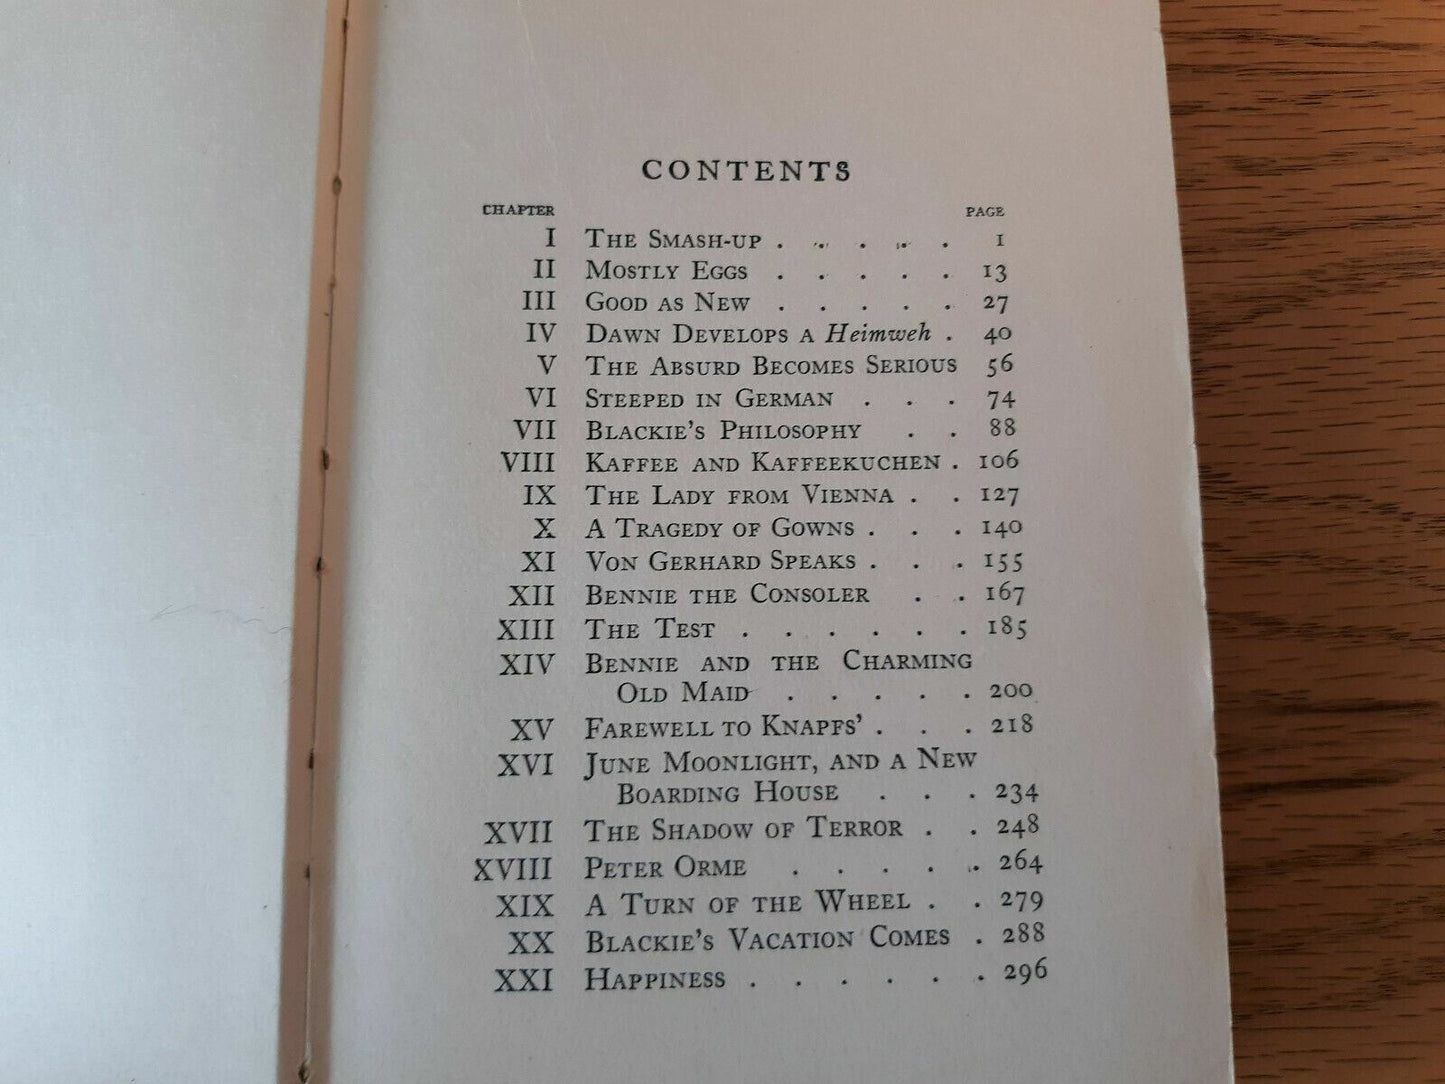 CONTENTS
CHAPTER PAGE
I THE SMASH-UP . . . . . 1
II MOSTLY EGGS . . . . . 13
III GOOD AS NEW . . . . . 27
IV DAWN DEVELOPS A Heimweh . 40
V THE ABSURD BECOMES SERIOUS 56
VI STEEPED IN GERMAN . . . 74
VII BLACKIE'S PHILOSOPHY . . 88
VIII KAFFEE AND KAFFEEKUCHEN . 106
IX THE LADY FROM VIENNA . . 127
X A TRAGEDY OF GOWNS . . . 140
XI VON GERHARD SPEAKS . . . 155
XII BENNIE THE CONSOLER . . 167
XIII THE TEST . . . . . . 185
XIV BENNIE AND THE CHARMING
OLD MAID . . . . . 200
XV FAREWELL TO KNAPFS' . . . 218
XVI JUNE MOONLIGHT, AND A NEW
BOARDING HOUSE . . . 234
XVII THE SHADOW OF TERROR . . 248
XVIII PETER ORME . . . . . 264
XIX A TURN OF THE WHEEL . . 279
XX BLACKIE'S VACATION COMES . 288
XXI HAPPINESS . . . . . . 296